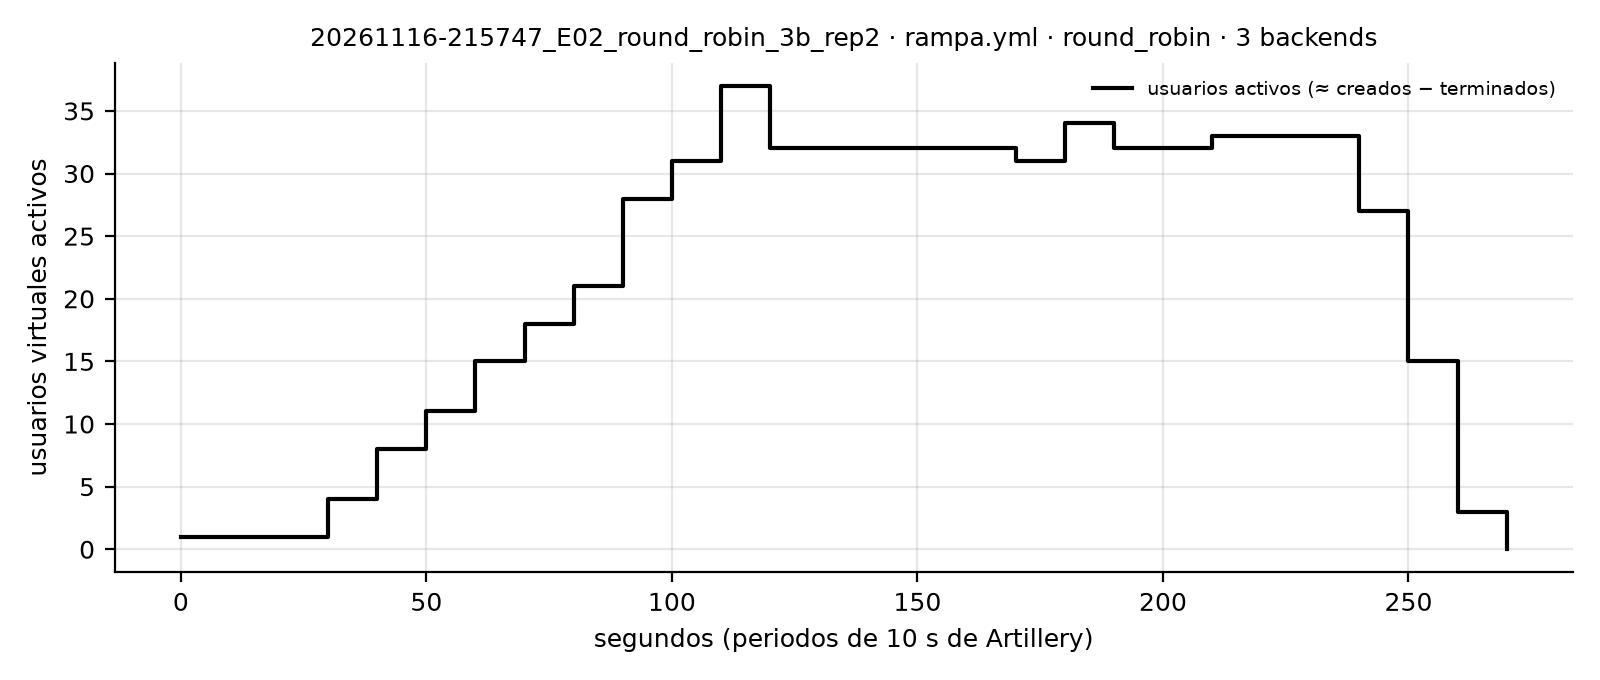 20261116-215747_E02_round_robin_3b_rep2 · rampa.yml · round_robin · 3 backends
usuarios activos (≈ creados − terminados)
usuarios virtuales activos
35
30
25
20
15
10
5
0
0 50 100 150 200 250
segundos (periodos de 10 s de Artillery)